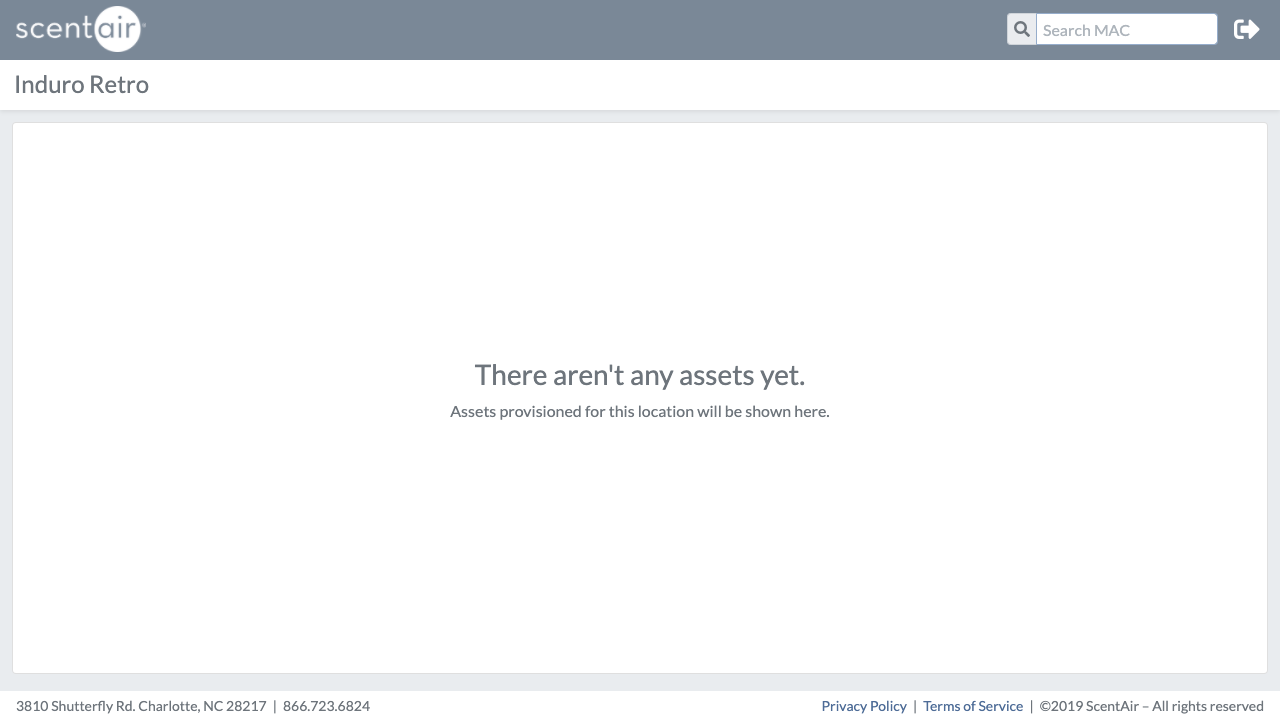 scentair
Search MAC
Induro Retro
There aren't any assets yet.
Assets provisioned for this location will be shown here.
3810 Shutterfly Rd. Charlotte, NC 28217 | 866.723.6824
Privacy Policy | Terms of Service | ©2019 ScentAir – All rights reserved